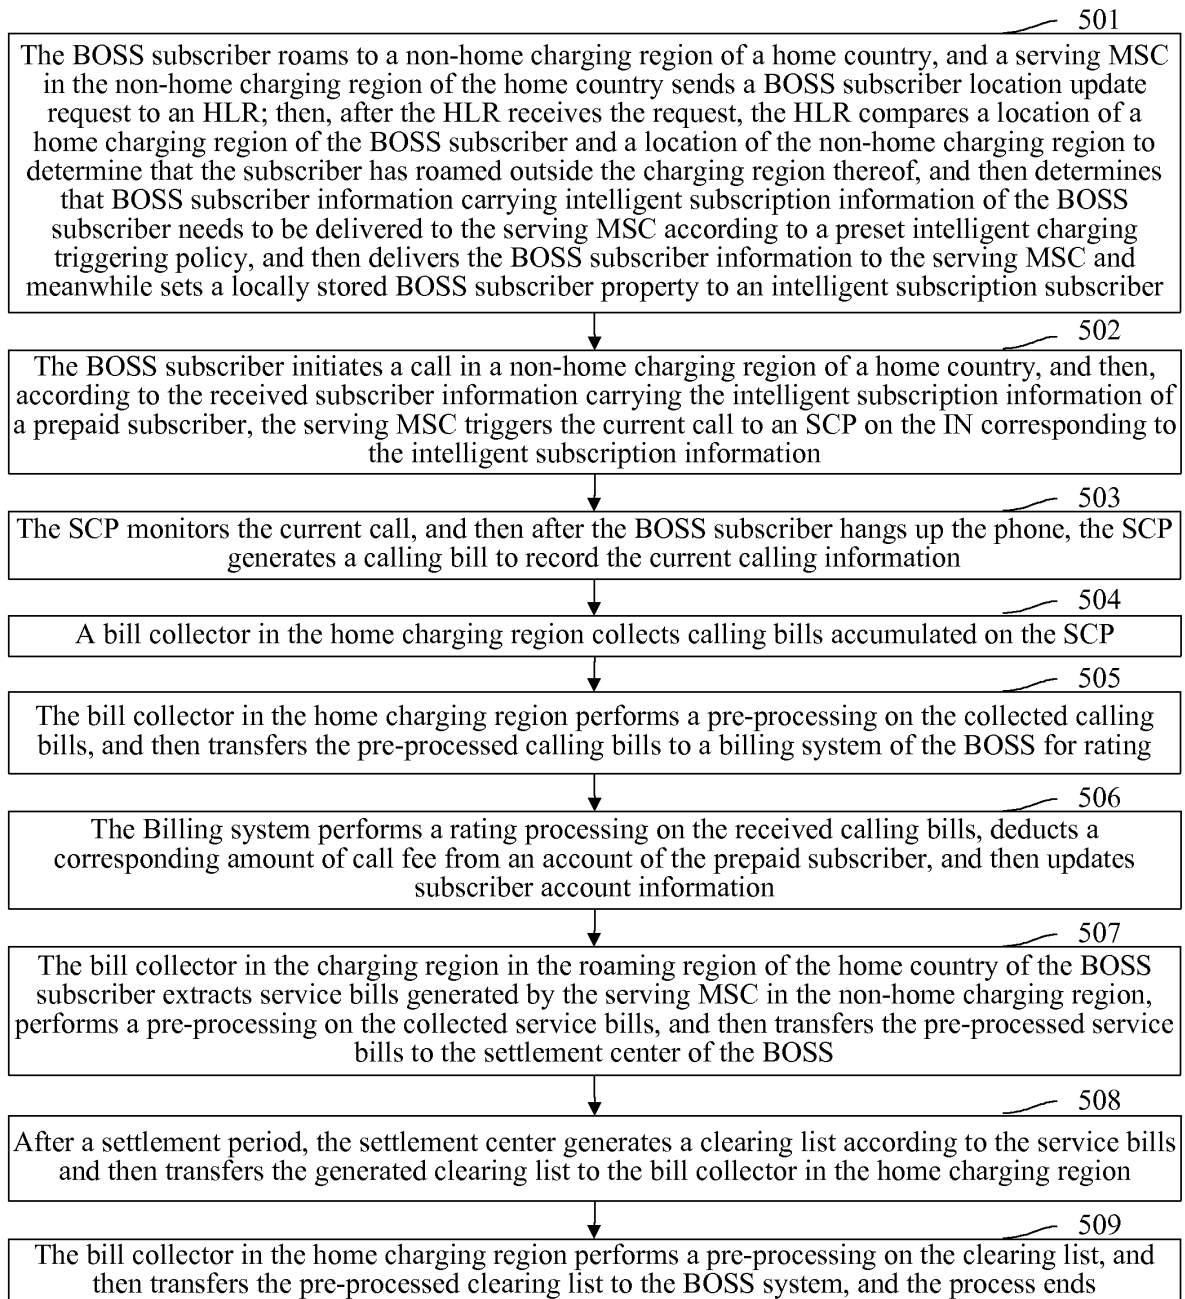 501
The BOSS subscriber roams to a non-home charging region of a home country, and a serving MSC
in the non-home charging region of the home country sends a BOSS subscriber location update
request to an HLR; then, after the HLR receives the request, the HLR compares a location of a
home charging region of the BOSS subscriber and a location of the non-home charging region to
determine that the subscriber has roamed outside the charging region thereof, and then determines
that BOSS subscriber information carrying intelligent subscription information of the BOSS
subscriber needs to be delivered to the serving MSC according to a preset intelligent charging
triggering policy, and then delivers the BOSS subscriber information to the serving MSC and
meanwhile sets a locally stored BOSS subscriber property to an intelligent subscription subscriber
502
The BOSS subscriber initiates a call in a non-home charging region of a home country, and then,
according to the received subscriber information carrying the intelligent subscription information of
a prepaid subscriber, the serving MSC triggers the current call to an SCP on the IN corresponding to
the intelligent subscription information
503
The SCP monitors the current call, and then after the BOSS subscriber hangs up the phone, the SCP
generates a calling bill to record the current calling information
504
A bill collector in the home charging region collects calling bills accumulated on the SCP
505
The bill collector in the home charging region performs a pre-processing on the collected calling
bills, and then transfers the pre-processed calling bills to a billing system of the BOSS for rating
506
The Billing system performs a rating processing on the received calling bills, deducts a
corresponding amount of call fee from an account of the prepaid subscriber, and then updates
subscriber account information
507
The bill collector in the charging region in the roaming region of the home country of the BOSS
subscriber extracts service bills generated by the serving MSC in the non-home charging region,
performs a pre-processing on the collected service bills, and then transfers the pre-processed service
bills to the settlement center of the BOSS
508
After a settlement period, the settlement center generates a clearing list according to the service bills
and then transfers the generated clearing list to the bill collector in the home charging region
509
The bill collector in the home charging region performs a pre-processing on the clearing list, and
then transfers the pre-processed clearing list to the BOSS system, and the process ends